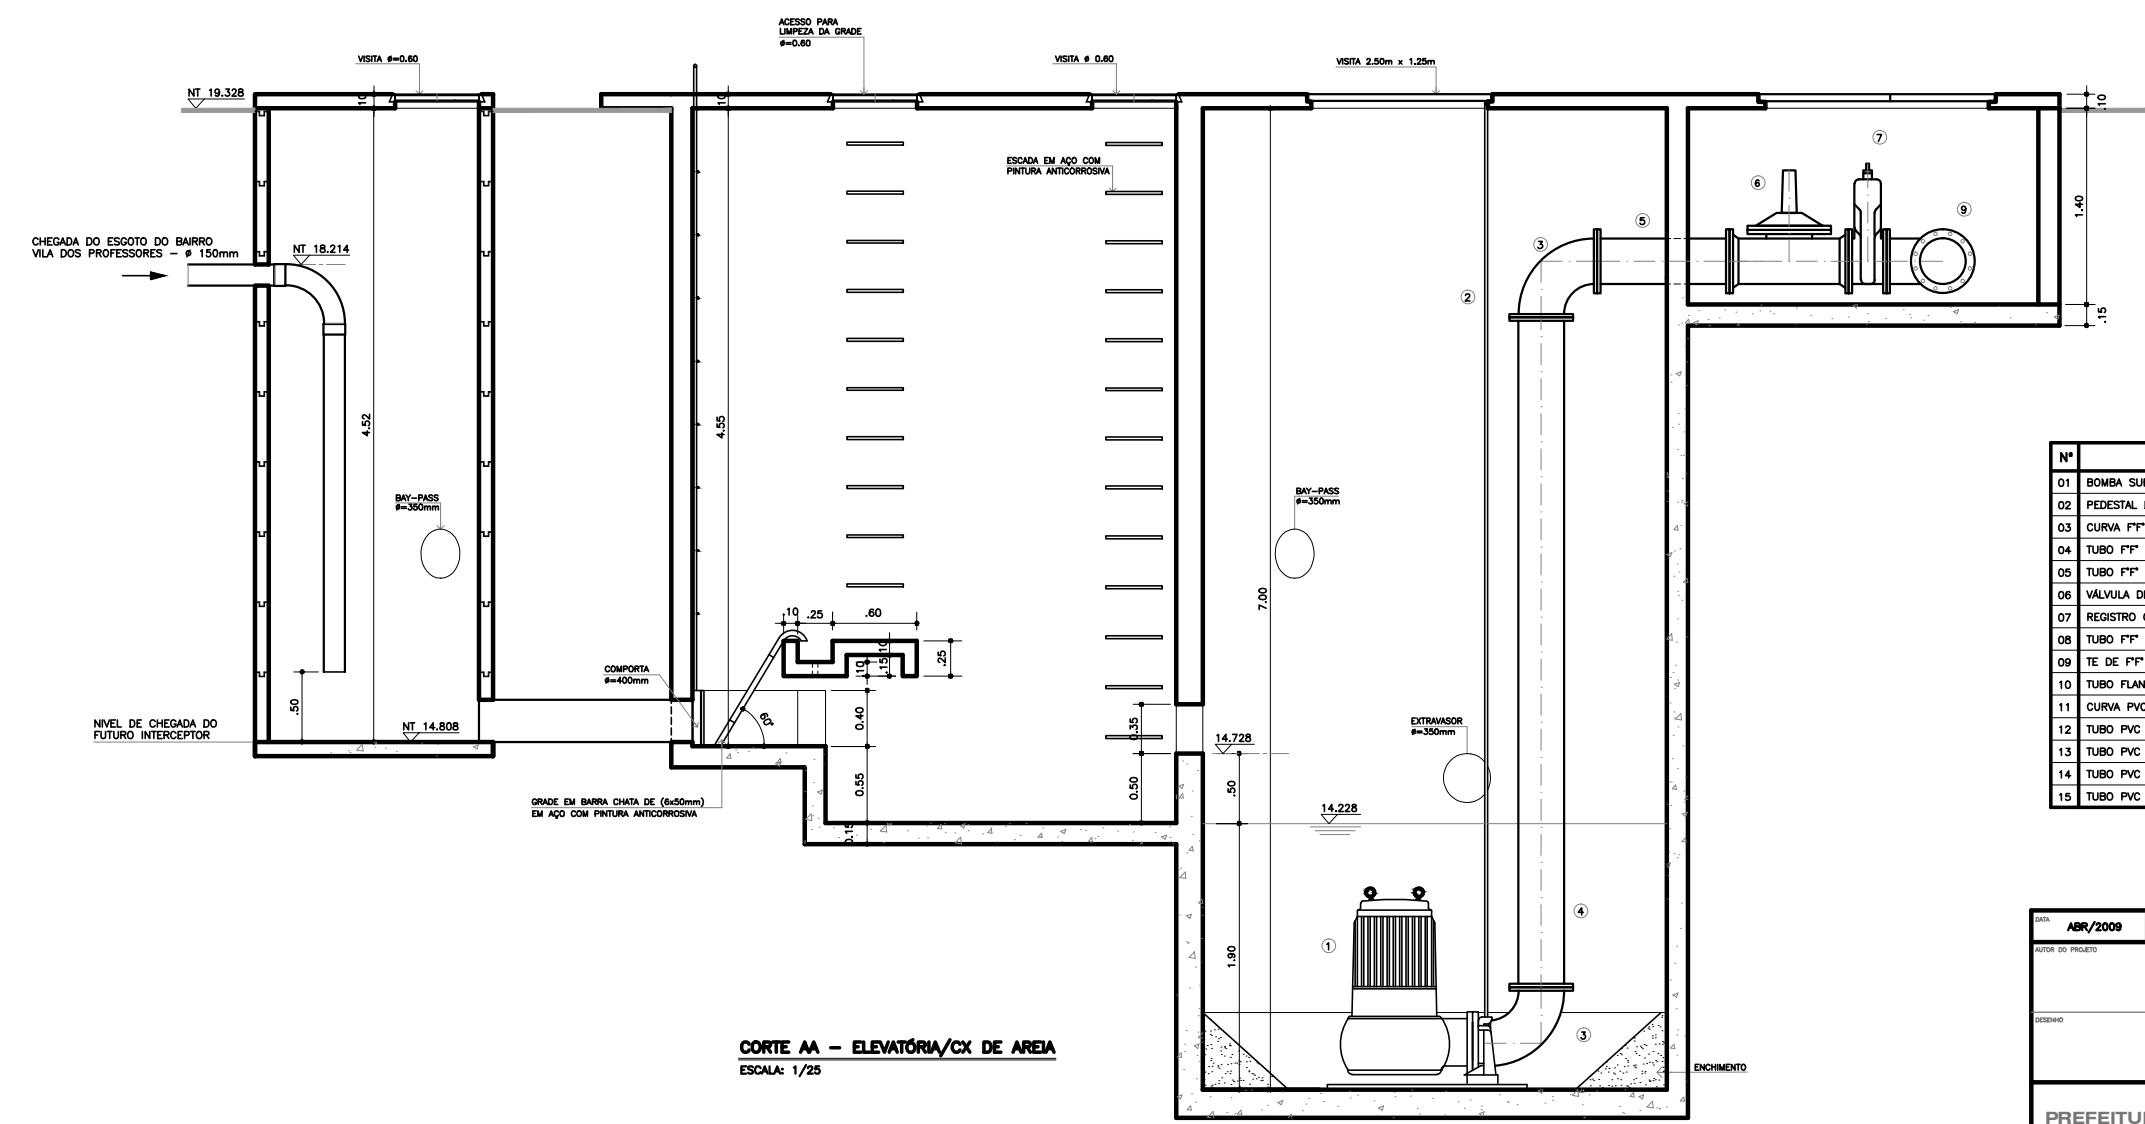 ACESSO PARA
LIMPEZA DA GRADE
ø=0.60
VISITA ø=0.60
VISITA ø 0.60
VISITA 2.50m x 1.25m
NT 19.328
.10
.10
.10
ESCADA EM AÇO COM
PINTURA ANTICORROSIVA
7
6
5
9
3
2
1.40
.15
CHEGADA DO ESGOTO DO BAIRRO
VILA DOS PROFESSORES - ø 150mm
NT 18.214
4.52
4.55
7.00
BAY-PASS
ø=350mm
BAY-PASS
ø=350mm
.10
.25
.60
.10
.15
.10
.25
COMPORTA
ø=400mm
60°
.50
0.40
0.35
NIVEL DE CHEGADA DO
FUTURO INTERCEPTOR
NT 14.808
14.728
EXTRAVASOR
ø=350mm
0.55
0.50
.50
GRADE EM BARRA CHATA DE (6x50mm)
EM AÇO COM PINTURA ANTICORROSIVA
0.15
14.228
1
4
1.90
3
ENCHIMENTO
CORTE AA - ELEVATÓRIA/CX DE AREIA
ESCALA: 1/25
Nº
01 BOMBA
02 PEDESTAL
03 CURVA FºFº
04 TUBO FºFº
05 TUBO FºFº
06 VÁLVULA
07 REGISTRO
08 TUBO FºFº
09 TE DE FºFº
10 TUBO
11 CURVA PVC
12 TUBO PVC
13 TUBO PVC
14 TUBO PVC
15 TUBO PVC
DATA
ABR/2009
AUTOR DO PROJETO
DESENHO